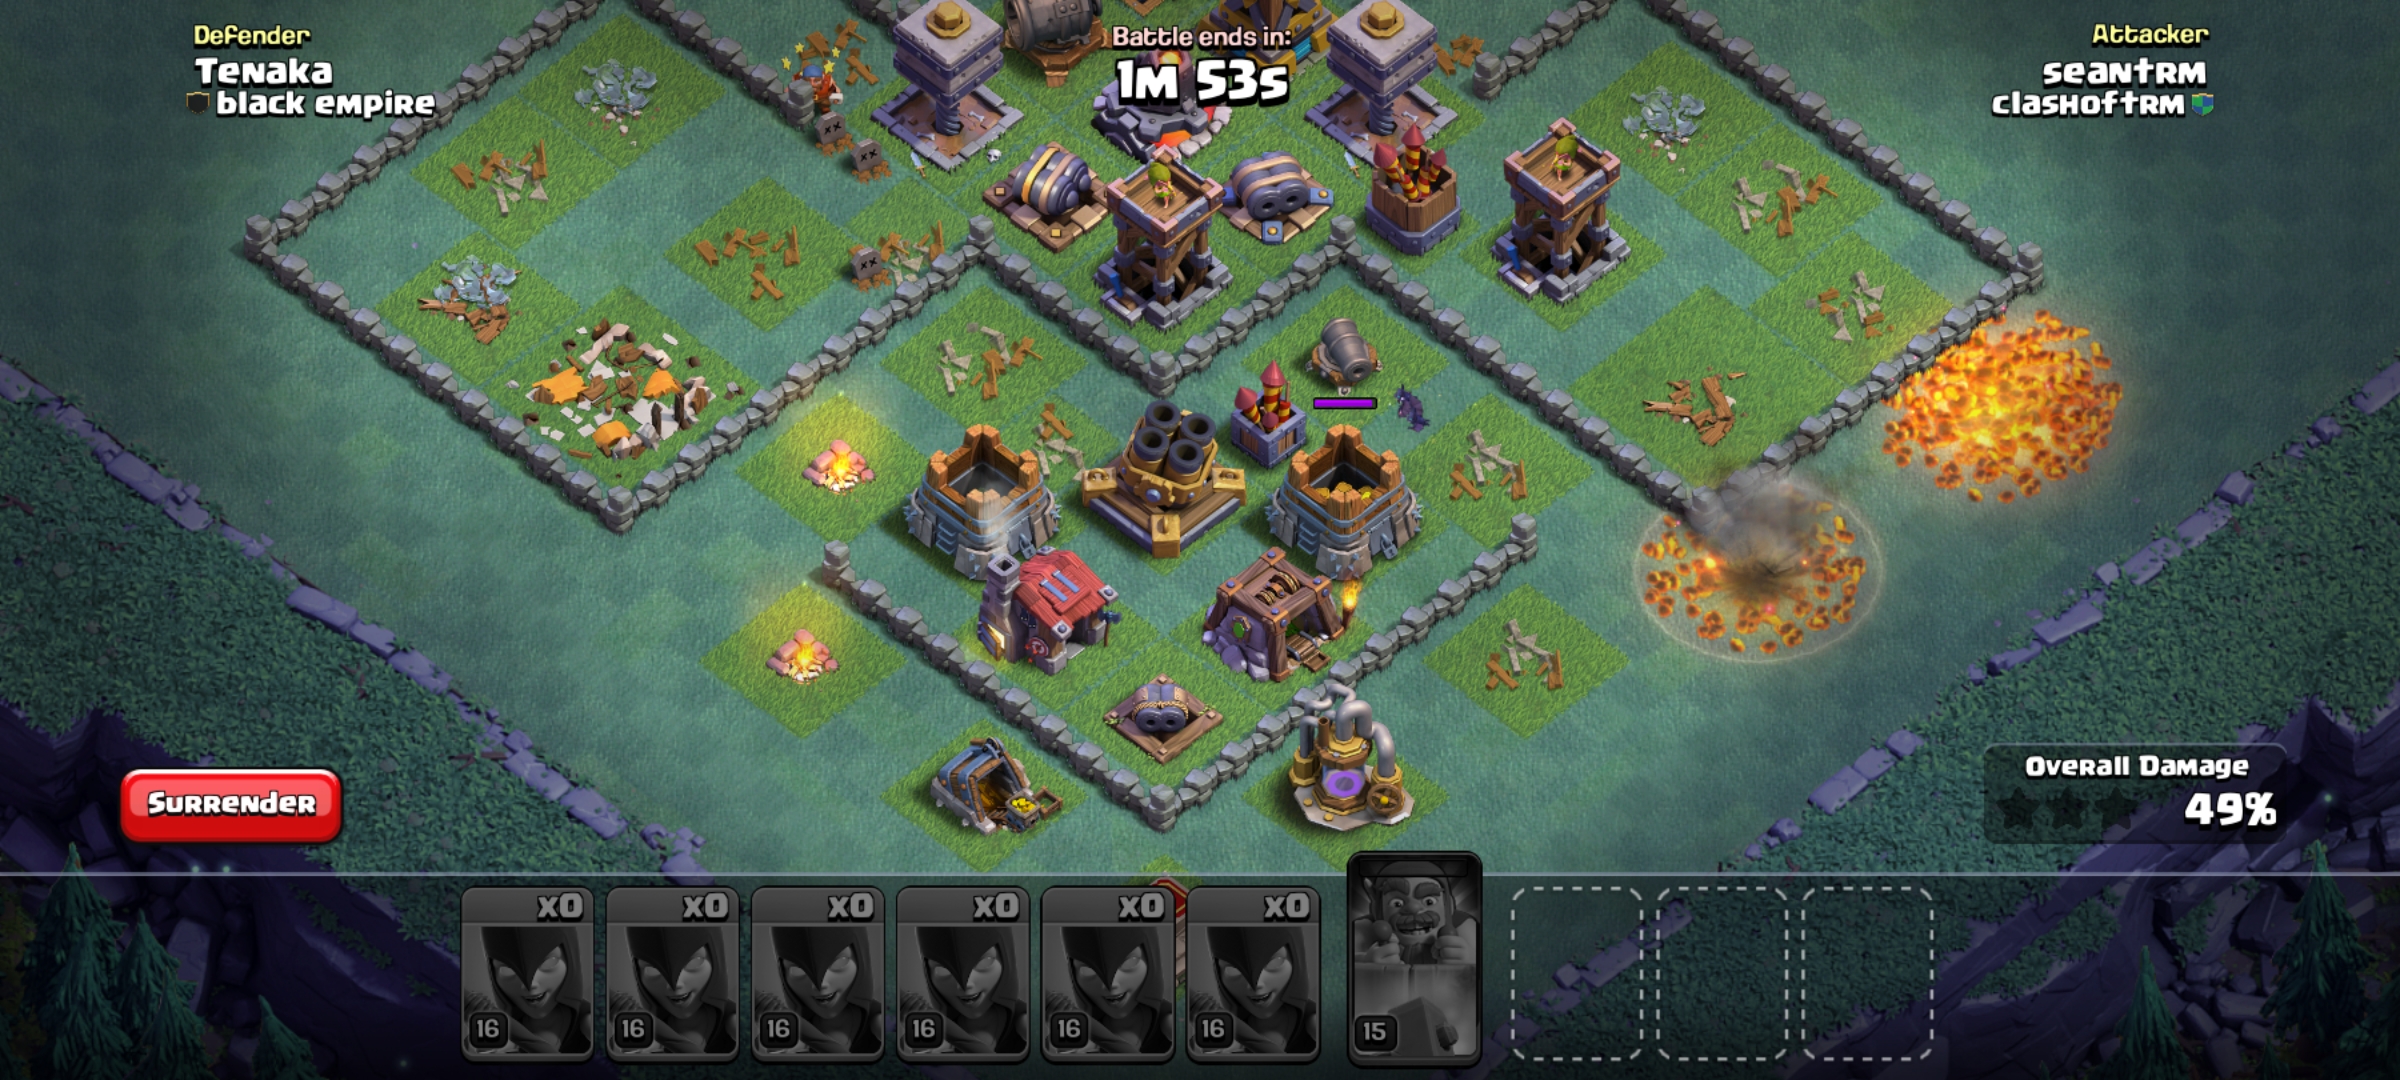 Defender
Tenaka
black empire
Battle ends in:
1M 53s
Attacker
seantrm
clashoftrm
Surrender
Overall Damage
49%
x0
x0
x0
x0
x0
x0
16
16
16
16
16
16
15